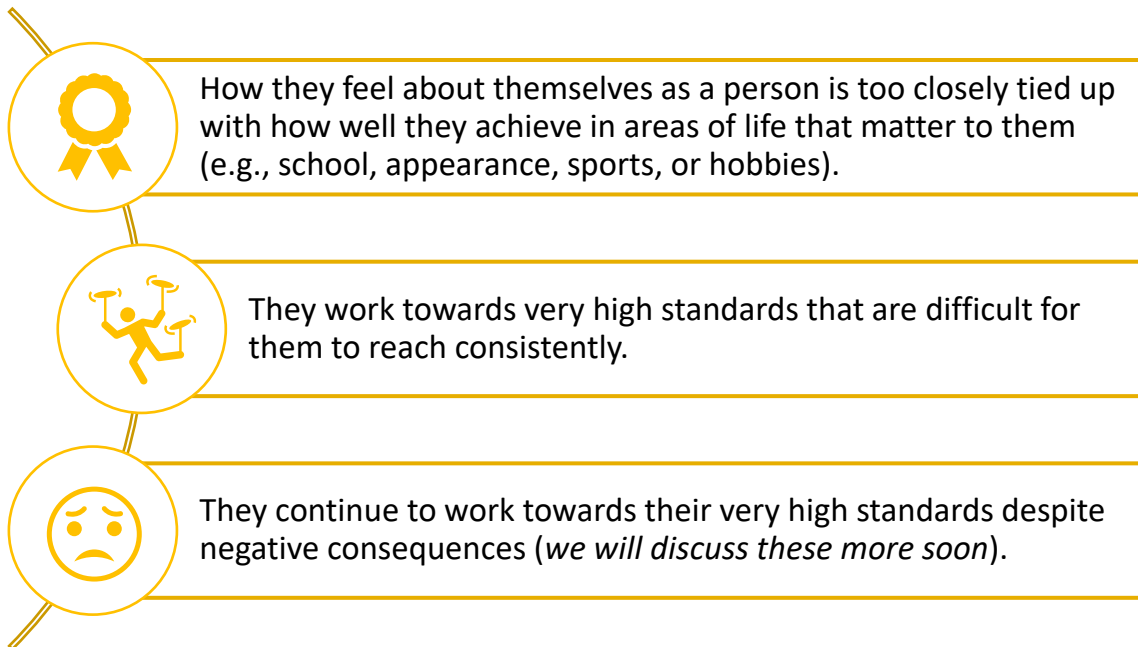 How they feel about themselves as a person is too closely tied up
with how well they achieve in areas of life that matter to them
(e.g., school, appearance, sports, or hobbies).
They work towards very high standards that are difficult for
them to reach consistently.
They continue to work towards their very high standards despite
negative consequences (we will discuss these more soon).